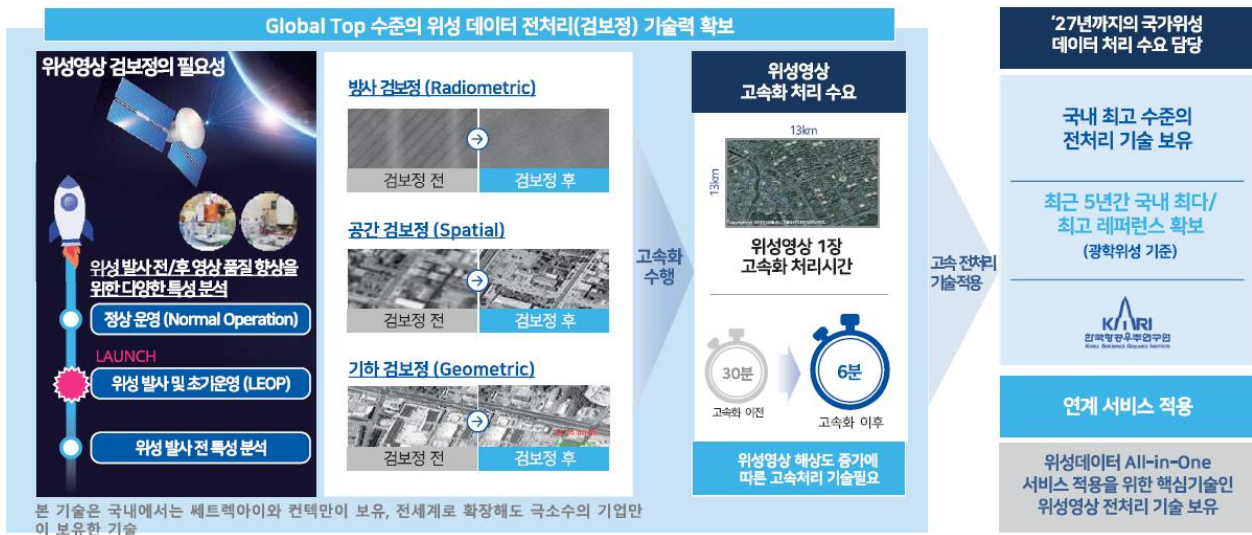 Global Top 수준의 위성 데이터 전처리(검보정) 기술력 확보
위성영상 검보정의 필요성
위성 발사 전/후 영상 품질 향상을
위한 다양한 특성 분석
정상 운영 (Normal Operation)
LAUNCH
위성 발사 및 초기운영 (LEOP)
위성 발사 전 특성 분석
방사 검보정 (Radiometric)
검보정 전
검보정 후
공간 검보정 (Spatial)
검보정 전
검보정 후
기하 검보정 (Geometric)
검보정 전
검보정 후
고속화
수행
위성영상
고속화 처리 수요
13km
13km
위성영상 1장
고속화 처리시간
30분
6분
고속화 이전
고속화 이후
위성영상 해상도 증가에
따른 고속처리 기술필요
고속 전처리
기술적용
'27년까지의 국가위성
데이터 처리 수요 담당
국내 최고 수준의
전처리 기술 보유
최근 5년간 국내 최다/
최고 레퍼런스 확보
(광학위성 기준)
KARI
한국항공우주연구원
Korea Aerospace Research Institute
연계 서비스 적용
위성데이터 All-in-One
서비스 적용을 위한 핵심기술인
위성영상 전처리 기술 보유
본 기술은 국내에서는 쎄트렉아이와 컨텍만이 보유, 전세계로 확장해도 극소수의 기업만
이 보유한 기술